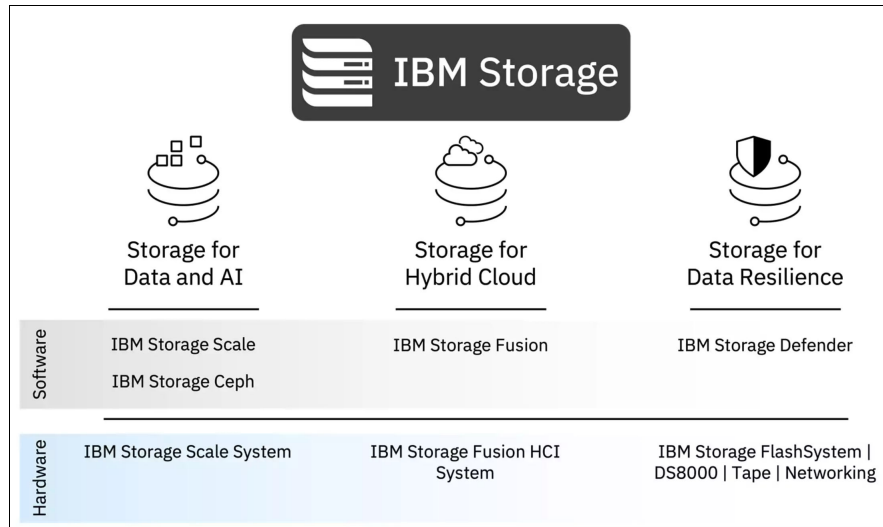 IBM Storage
Storage for
Data and AI
Storage for
Hybrid Cloud
Storage for
Data Resilience
Software
IBM Storage Scale
IBM Storage Ceph
IBM Storage Fusion
IBM Storage Defender
Hardware
IBM Storage Scale System
IBM Storage Fusion HCI
System
IBM Storage FlashSystem |
DS8000 | Tape | Networking